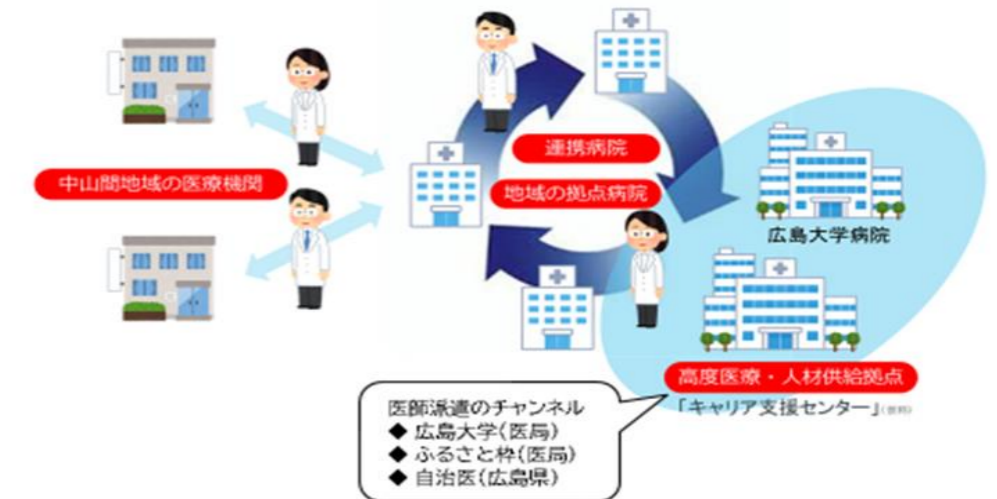 連携病院
地域の拠点病院
中山間地域の医療機関
広島大学病院
高度医療・人材供給拠点
「キャリア支援センター」(仮称)
医師派遣のチャンネル
◆ 広島大学(医局)
◆ ふるさと枠(医局)
◆ 自治医(広島県)